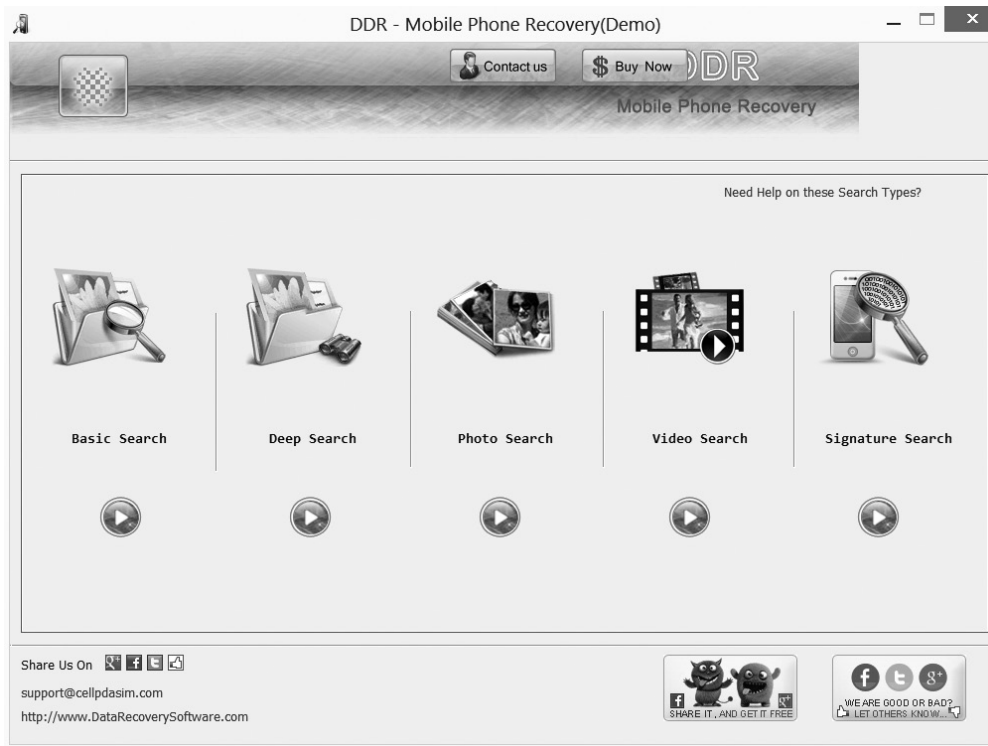 DDR - Mobile Phone Recovery(Demo)
Contact us
$ Buy Now
DDR
Mobile Phone Recovery
Need Help on these Search Types?
Basic Search
Deep Search
Photo Search
Video Search
Signature Search
Share Us On
support@cellpdasim.com
http://www.DataRecoverySoftware.com
SHARE IT, AND GET IT FREE
WE ARE GOOD OR BAD?
LET OTHERS KNOW...